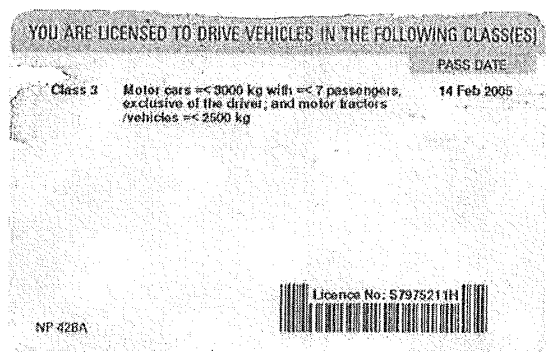 YOU ARE LICENSED TO DRIVE VEHICLES IN THE FOLLOWING CLASS(ES)
PASS DATE
Class 3 Motor cars =< 3000 kg with =< 7 passengers, 14 Feb 2005
exclusive of the driver; and motor tractors
/vehicles =< 2500 kg
Licence No: S7975211H
NP 428A